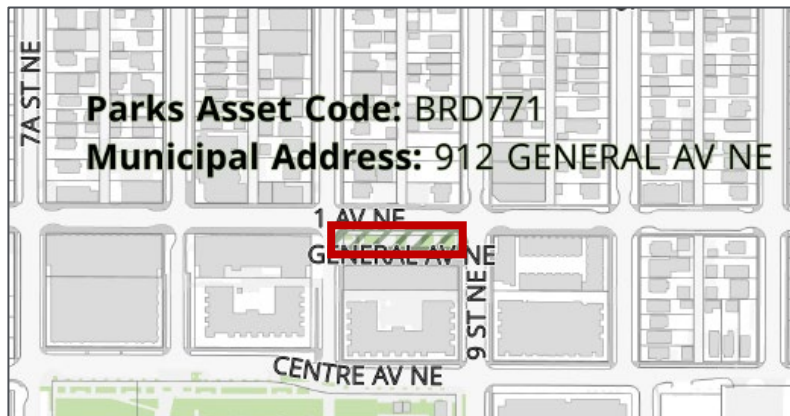 7A ST NE
Parks Asset Code: BRD771
Municipal Address: 912 GENERAL AV NE
1 AV NE
GENERAL AV NE
9 ST NE
CENTRE AV NE